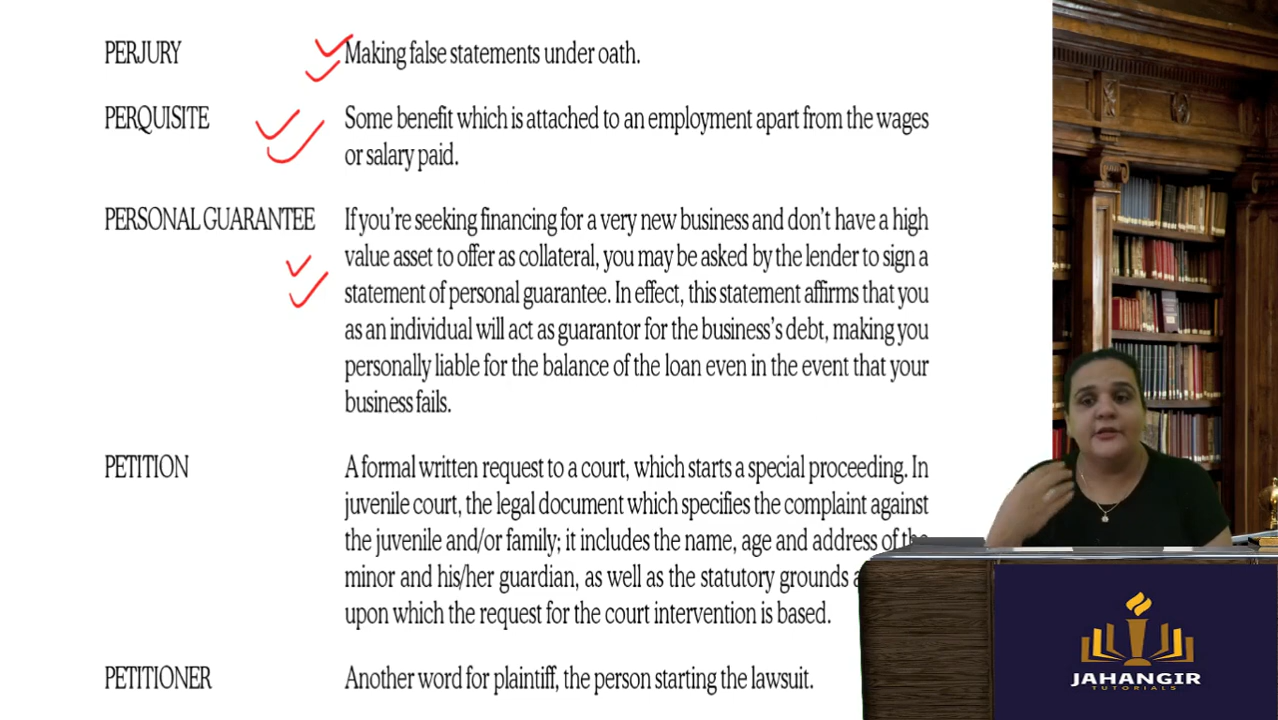 PERJURY Making false statements under oath.
PERQUISITE Some benefit which is attached to an employment apart from the wages
or salary paid.
PERSONAL GUARANTEE If you're seeking financing for a very new business and don't have a high
value asset to offer as collateral, you may be asked by the lender to sign a
statement of personal guarantee. In effect, this statement affirms that you
as an individual will act as guarantor for the business's debt, making you
personally liable for the balance of the loan even in the event that your
business fails.
PETITION A formal written request to a court, which starts a special proceeding. In
juvenile court, the legal document which specifies the complaint against
the juvenile and/or family; it includes the name, age and address of the
minor and his/her guardian, as well as the statutory grounds
upon which the request for the court intervention is based.
PETITIONER Another word for plaintiff, the person starting the lawsuit.
JAHANGIR
TUTORIALS